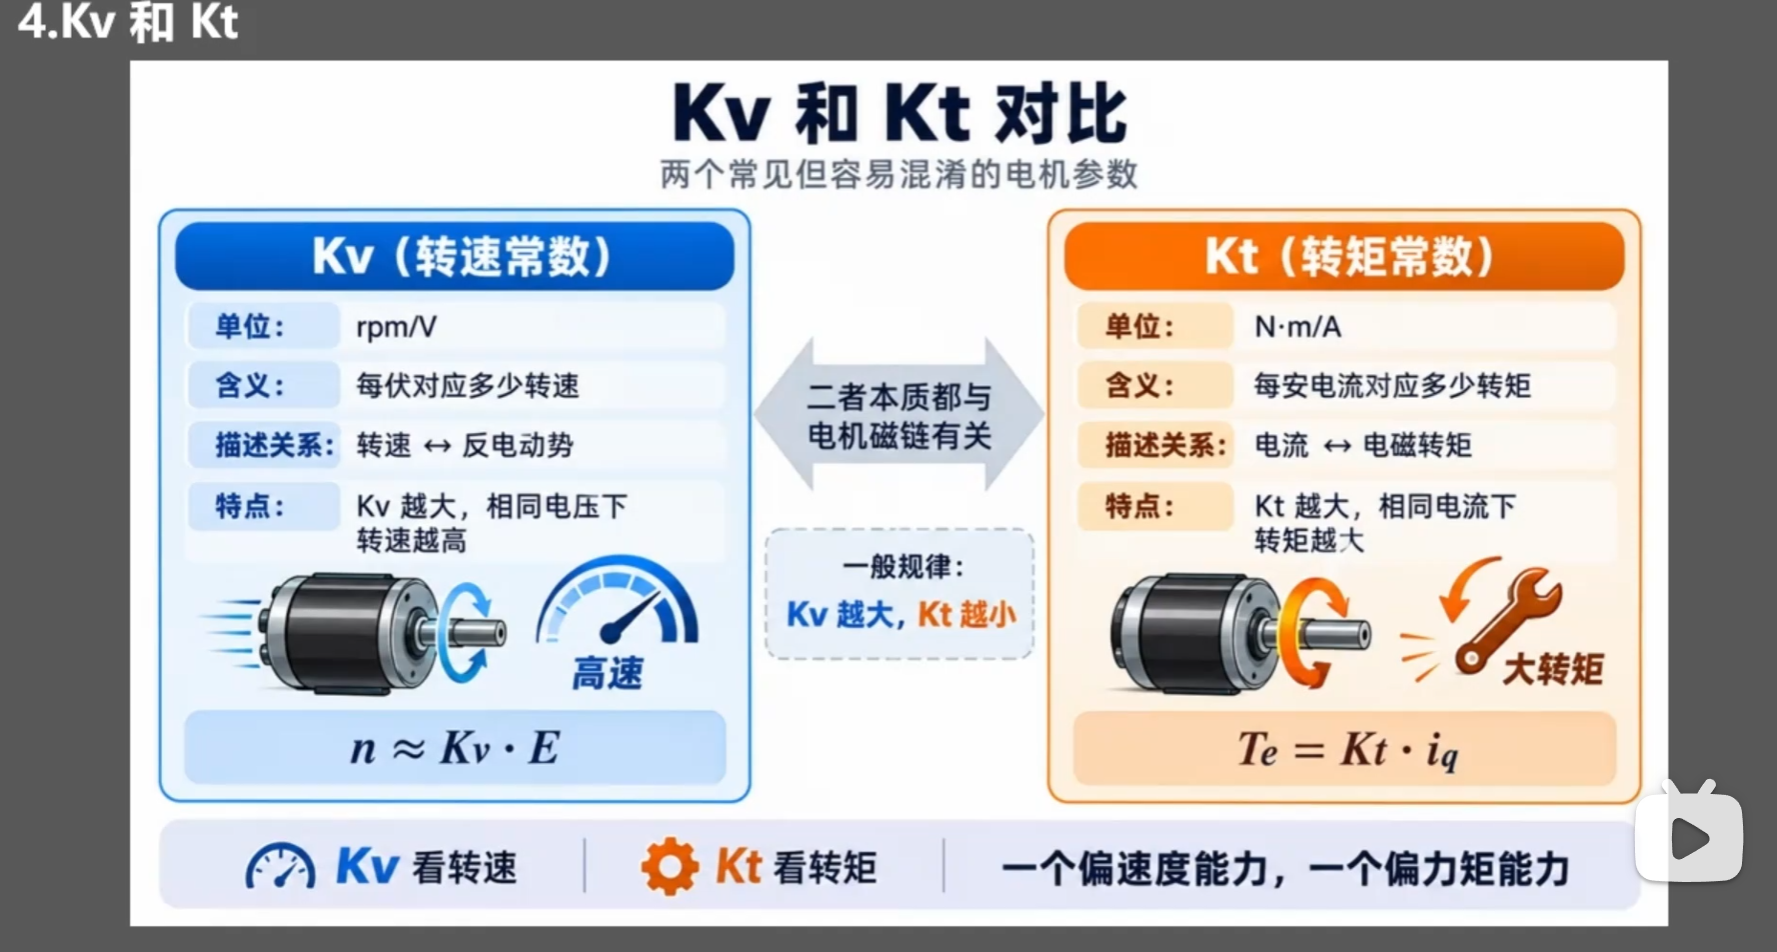 4.Kv 和 Kt
Kv 和 Kt 对比
两个常见但容易混淆的电机参数
Kv（转速常数）
单位： rpm/V
含义： 每伏对应多少转速
描述关系： 转速 ↔ 反电动势
特点： Kv 越大，相同电压下
转速越高
高速
n ≈ Kv · E
二者本质都与
电机磁链有关
一般规律：
Kv 越大，Kt 越小
Kt（转矩常数）
单位： N·m/A
含义： 每安电流对应多少转矩
描述关系： 电流 ↔ 电磁转矩
特点： Kt 越大，相同电流下
转矩越大
大转矩
Te = Kt · iq
Kv 看转速
Kt 看转矩
一个偏速度能力，一个偏力矩能力